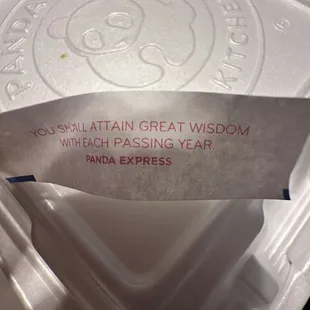 PANDA
KITCHEN
YOU SHALL ATTAIN GREAT WISDOM
WITH EACH PASSING YEAR
PANDA EXPRESS